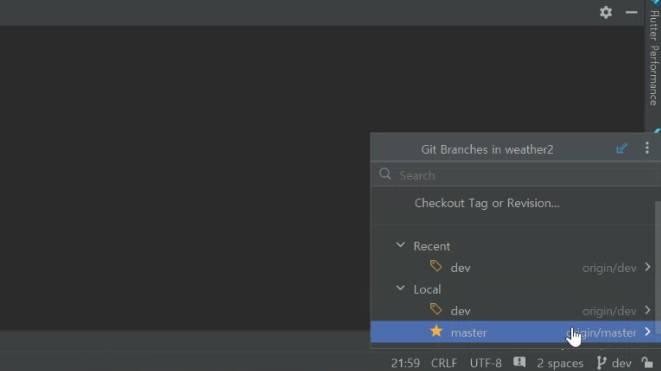 Flutter Performance
Git Branches in weather2
Search
Checkout Tag or Revision...
Recent
dev origin/dev
Local
dev origin/dev
master origin/master
21:59 CRLF UTF-8 2 spaces dev